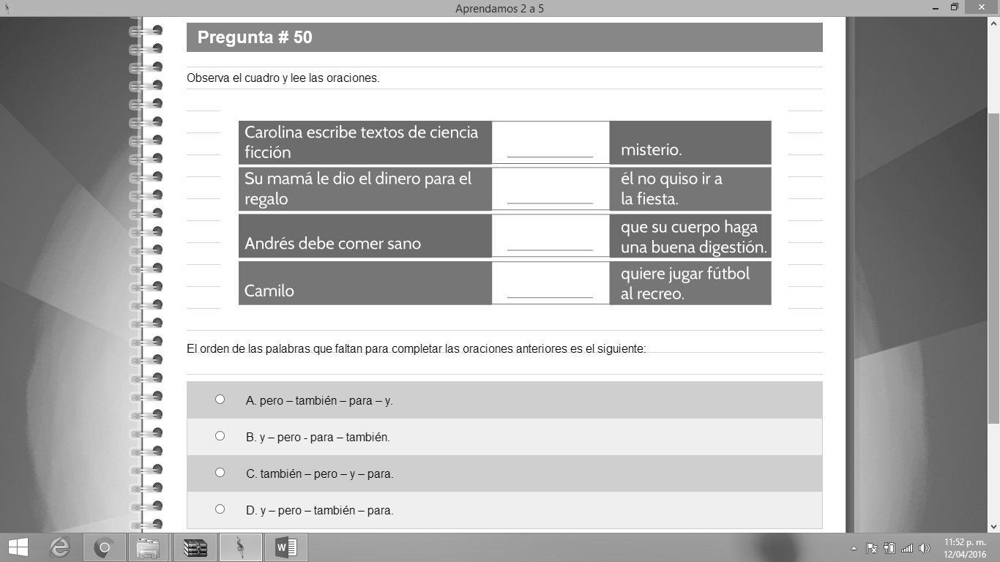 Aprendamos 2 a 5
Pregunta # 50
Observa el cuadro y lee las oraciones.
Carolina escribe textos de ciencia
ficción
__________
misterio.
Su mamá le dio el dinero para el
regalo
__________
él no quiso ir a
la fiesta.
Andrés debe comer sano
__________
que su cuerpo haga
una buena digestión.
Camilo
__________
quiere jugar fútbol
al recreo.
El orden de las palabras que faltan para completar las oraciones anteriores es el siguiente:
A. pero – también – para – y.
B. y – pero - para – también.
C. también – pero – y – para.
D. y – pero – también – para.
11:52 p. m.
12/04/2016